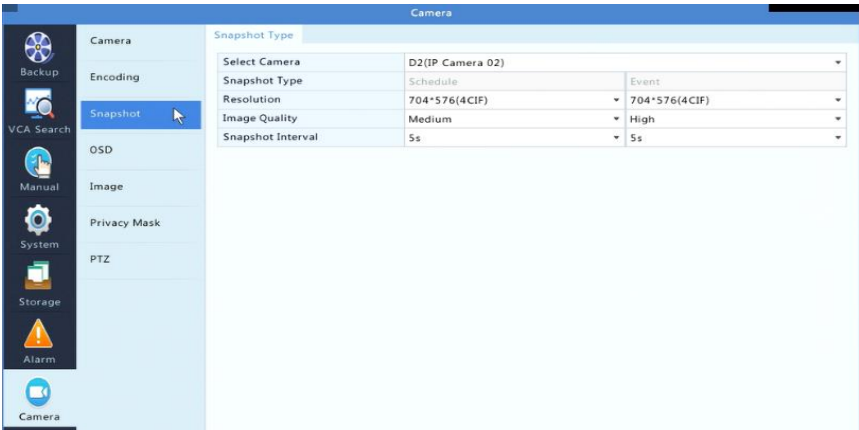 Camera
Backup
VCA Search
Manual
System
Storage
Alarm
Camera
Camera
Encoding
Snapshot
OSD
Image
Privacy Mask
PTZ
Snapshot Type
Select Camera D2(IP Camera 02)
Snapshot Type Schedule Event
Resolution 704*576(4CIF) 704*576(4CIF)
Image Quality Medium High
Snapshot Interval 5s 5s